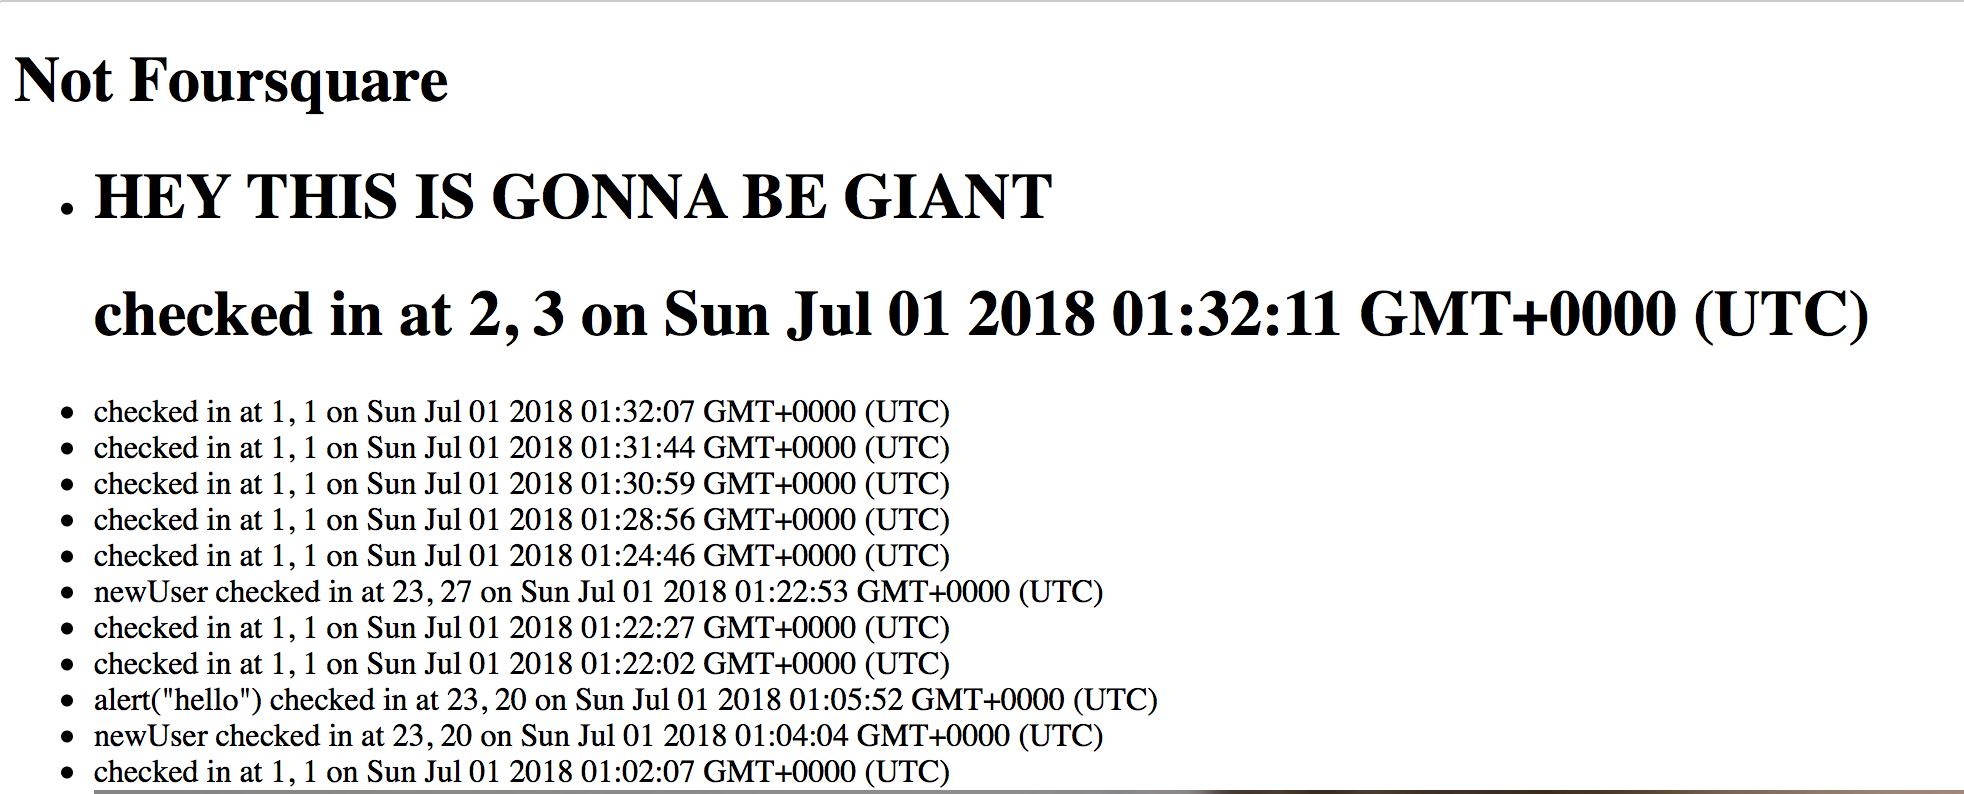 Not Foursquare
HEY THIS IS GONNA BE GIANT
checked in at 2, 3 on Sun Jul 01 2018 01:32:11 GMT+0000 (UTC)
checked in at 1, 1 on Sun Jul 01 2018 01:32:07 GMT+0000 (UTC)
checked in at 1, 1 on Sun Jul 01 2018 01:31:44 GMT+0000 (UTC)
checked in at 1, 1 on Sun Jul 01 2018 01:30:59 GMT+0000 (UTC)
checked in at 1, 1 on Sun Jul 01 2018 01:28:56 GMT+0000 (UTC)
checked in at 1, 1 on Sun Jul 01 2018 01:24:46 GMT+0000 (UTC)
newUser checked in at 23, 27 on Sun Jul 01 2018 01:22:53 GMT+0000 (UTC)
checked in at 1, 1 on Sun Jul 01 2018 01:22:27 GMT+0000 (UTC)
checked in at 1, 1 on Sun Jul 01 2018 01:22:02 GMT+0000 (UTC)
alert("hello") checked in at 23, 20 on Sun Jul 01 2018 01:05:52 GMT+0000 (UTC)
newUser checked in at 23, 20 on Sun Jul 01 2018 01:04:04 GMT+0000 (UTC)
checked in at 1, 1 on Sun Jul 01 2018 01:02:07 GMT+0000 (UTC)